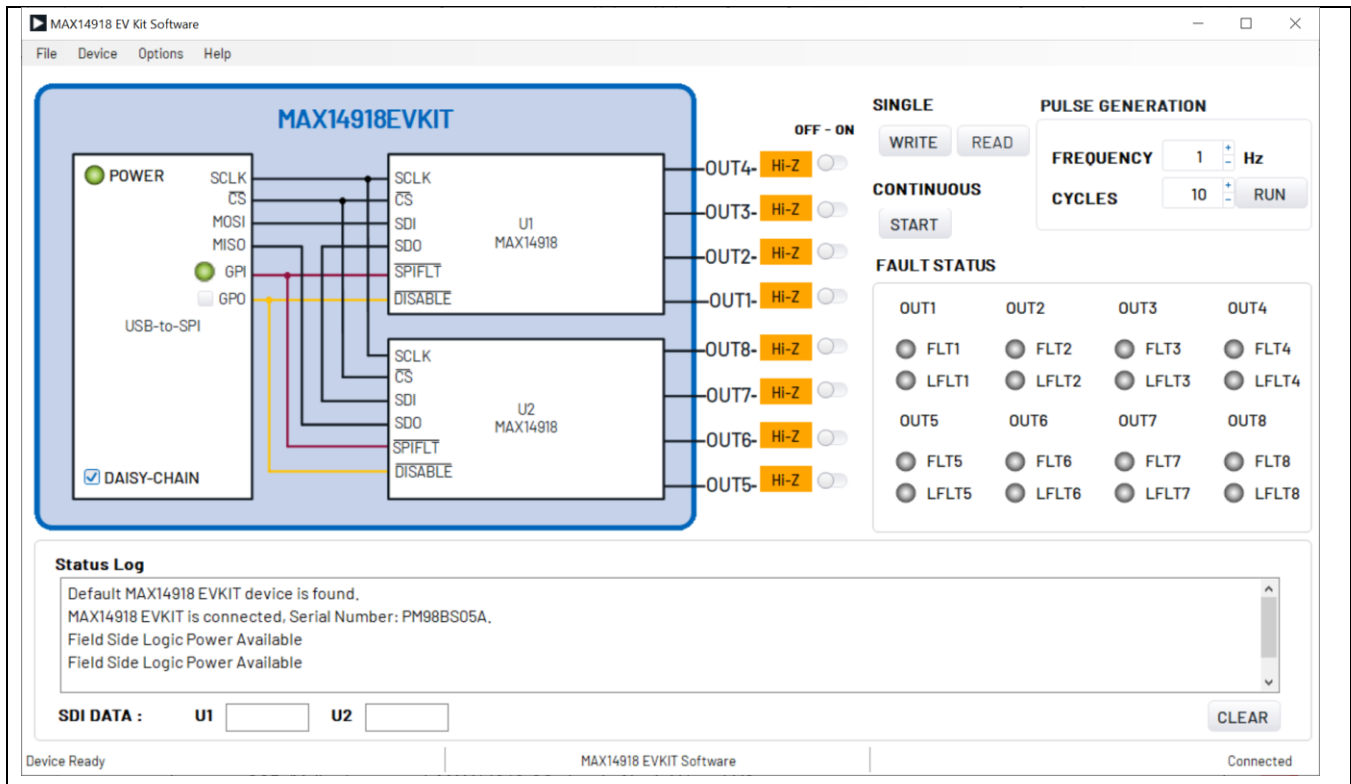 MAX14918 EV Kit Software
File Device Options Help
MAX14918EVKIT
POWER
SCLK
CS
MOSI
MISO
GPI
GPO
USB-to-SPI
DAISY-CHAIN
SCLK
CS
SDI
SDO
SPIFLT
DISABLE
U1
MAX14918
SCLK
CS
SDI
SDO
SPIFLT
DISABLE
U2
MAX14918
OFF - ON
OUT4- Hi-Z
OUT3- Hi-Z
OUT2- Hi-Z
OUT1- Hi-Z
OUT8- Hi-Z
OUT7- Hi-Z
OUT6- Hi-Z
OUT5- Hi-Z
SINGLE
WRITE READ
CONTINUOUS
START
PULSE GENERATION
FREQUENCY 1 Hz
CYCLES 10 RUN
FAULT STATUS
OUT1 OUT2 OUT3 OUT4
FLT1 FLT2 FLT3 FLT4
LFLT1 LFLT2 LFLT3 LFLT4
OUT5 OUT6 OUT7 OUT8
FLT5 FLT6 FLT7 FLT8
LFLT5 LFLT6 LFLT7 LFLT8
Status Log
Default MAX14918 EVKIT device is found.
MAX14918 EVKIT is connected, Serial Number: PM98BS05A.
Field Side Logic Power Available
Field Side Logic Power Available
SDI DATA : U1 U2 CLEAR
Device Ready MAX14918 EVKIT Software Connected